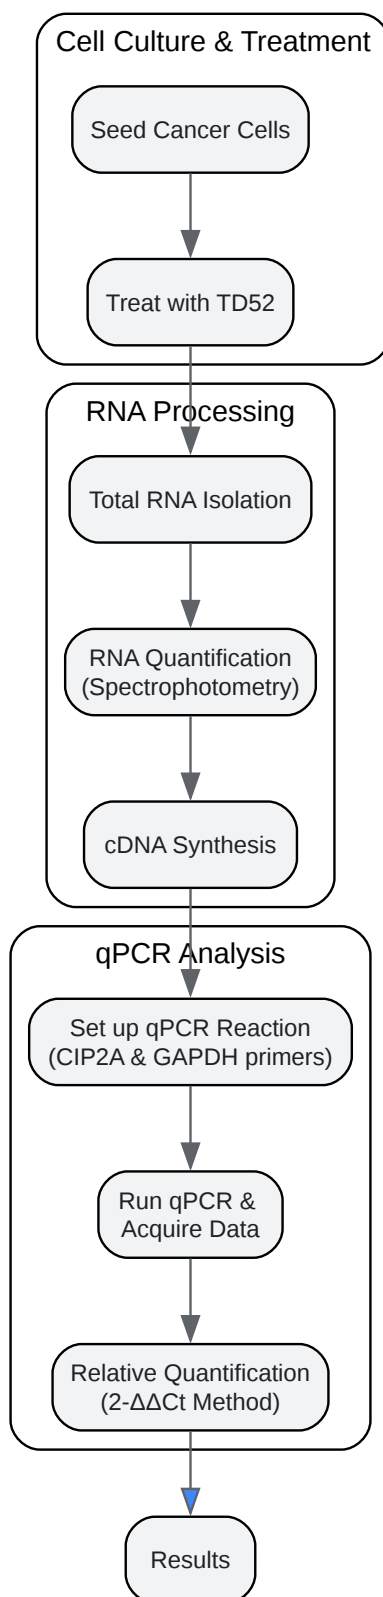 Cell Culture & Treatment
Seed Cancer Cells
Treat with TD52
RNA Processing
Total RNA Isolation
RNA Quantification
(Spectrophotometry)
cDNA Synthesis
qPCR Analysis
Set up qPCR Reaction
(CIP2A & GAPDH primers)
Run qPCR &
Acquire Data
Relative Quantification
(2-ΔΔCt Method)
Results